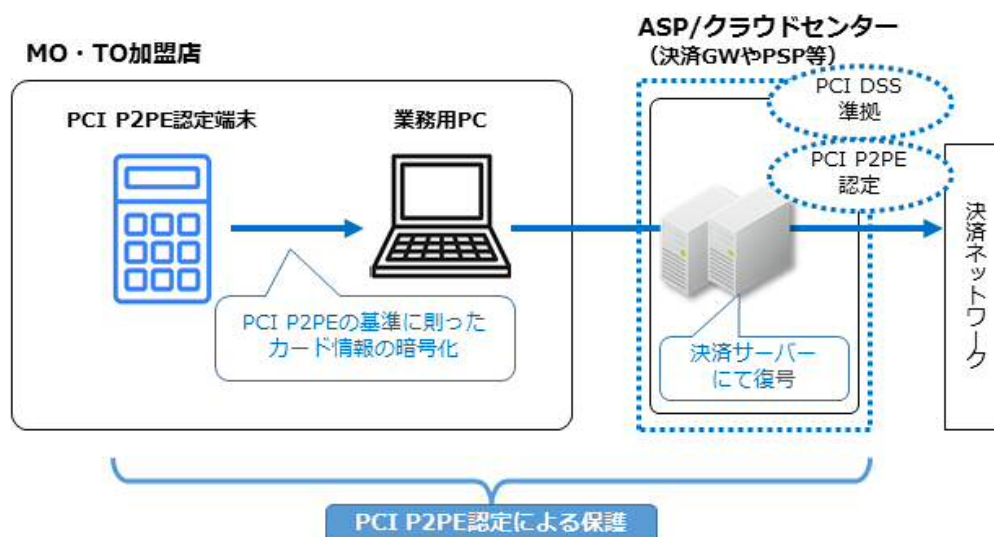 MO・TO加盟店
ASP/クラウドセンター
（決済GWやPSP等）
PCI P2PE認定端末
業務用PC
PCI DSS
準拠
PCI P2PE
認定
決済ネットワーク
PCI P2PEの基準に則った
カード情報の暗号化
決済サーバー
にて復号
PCI P2PE認定による保護